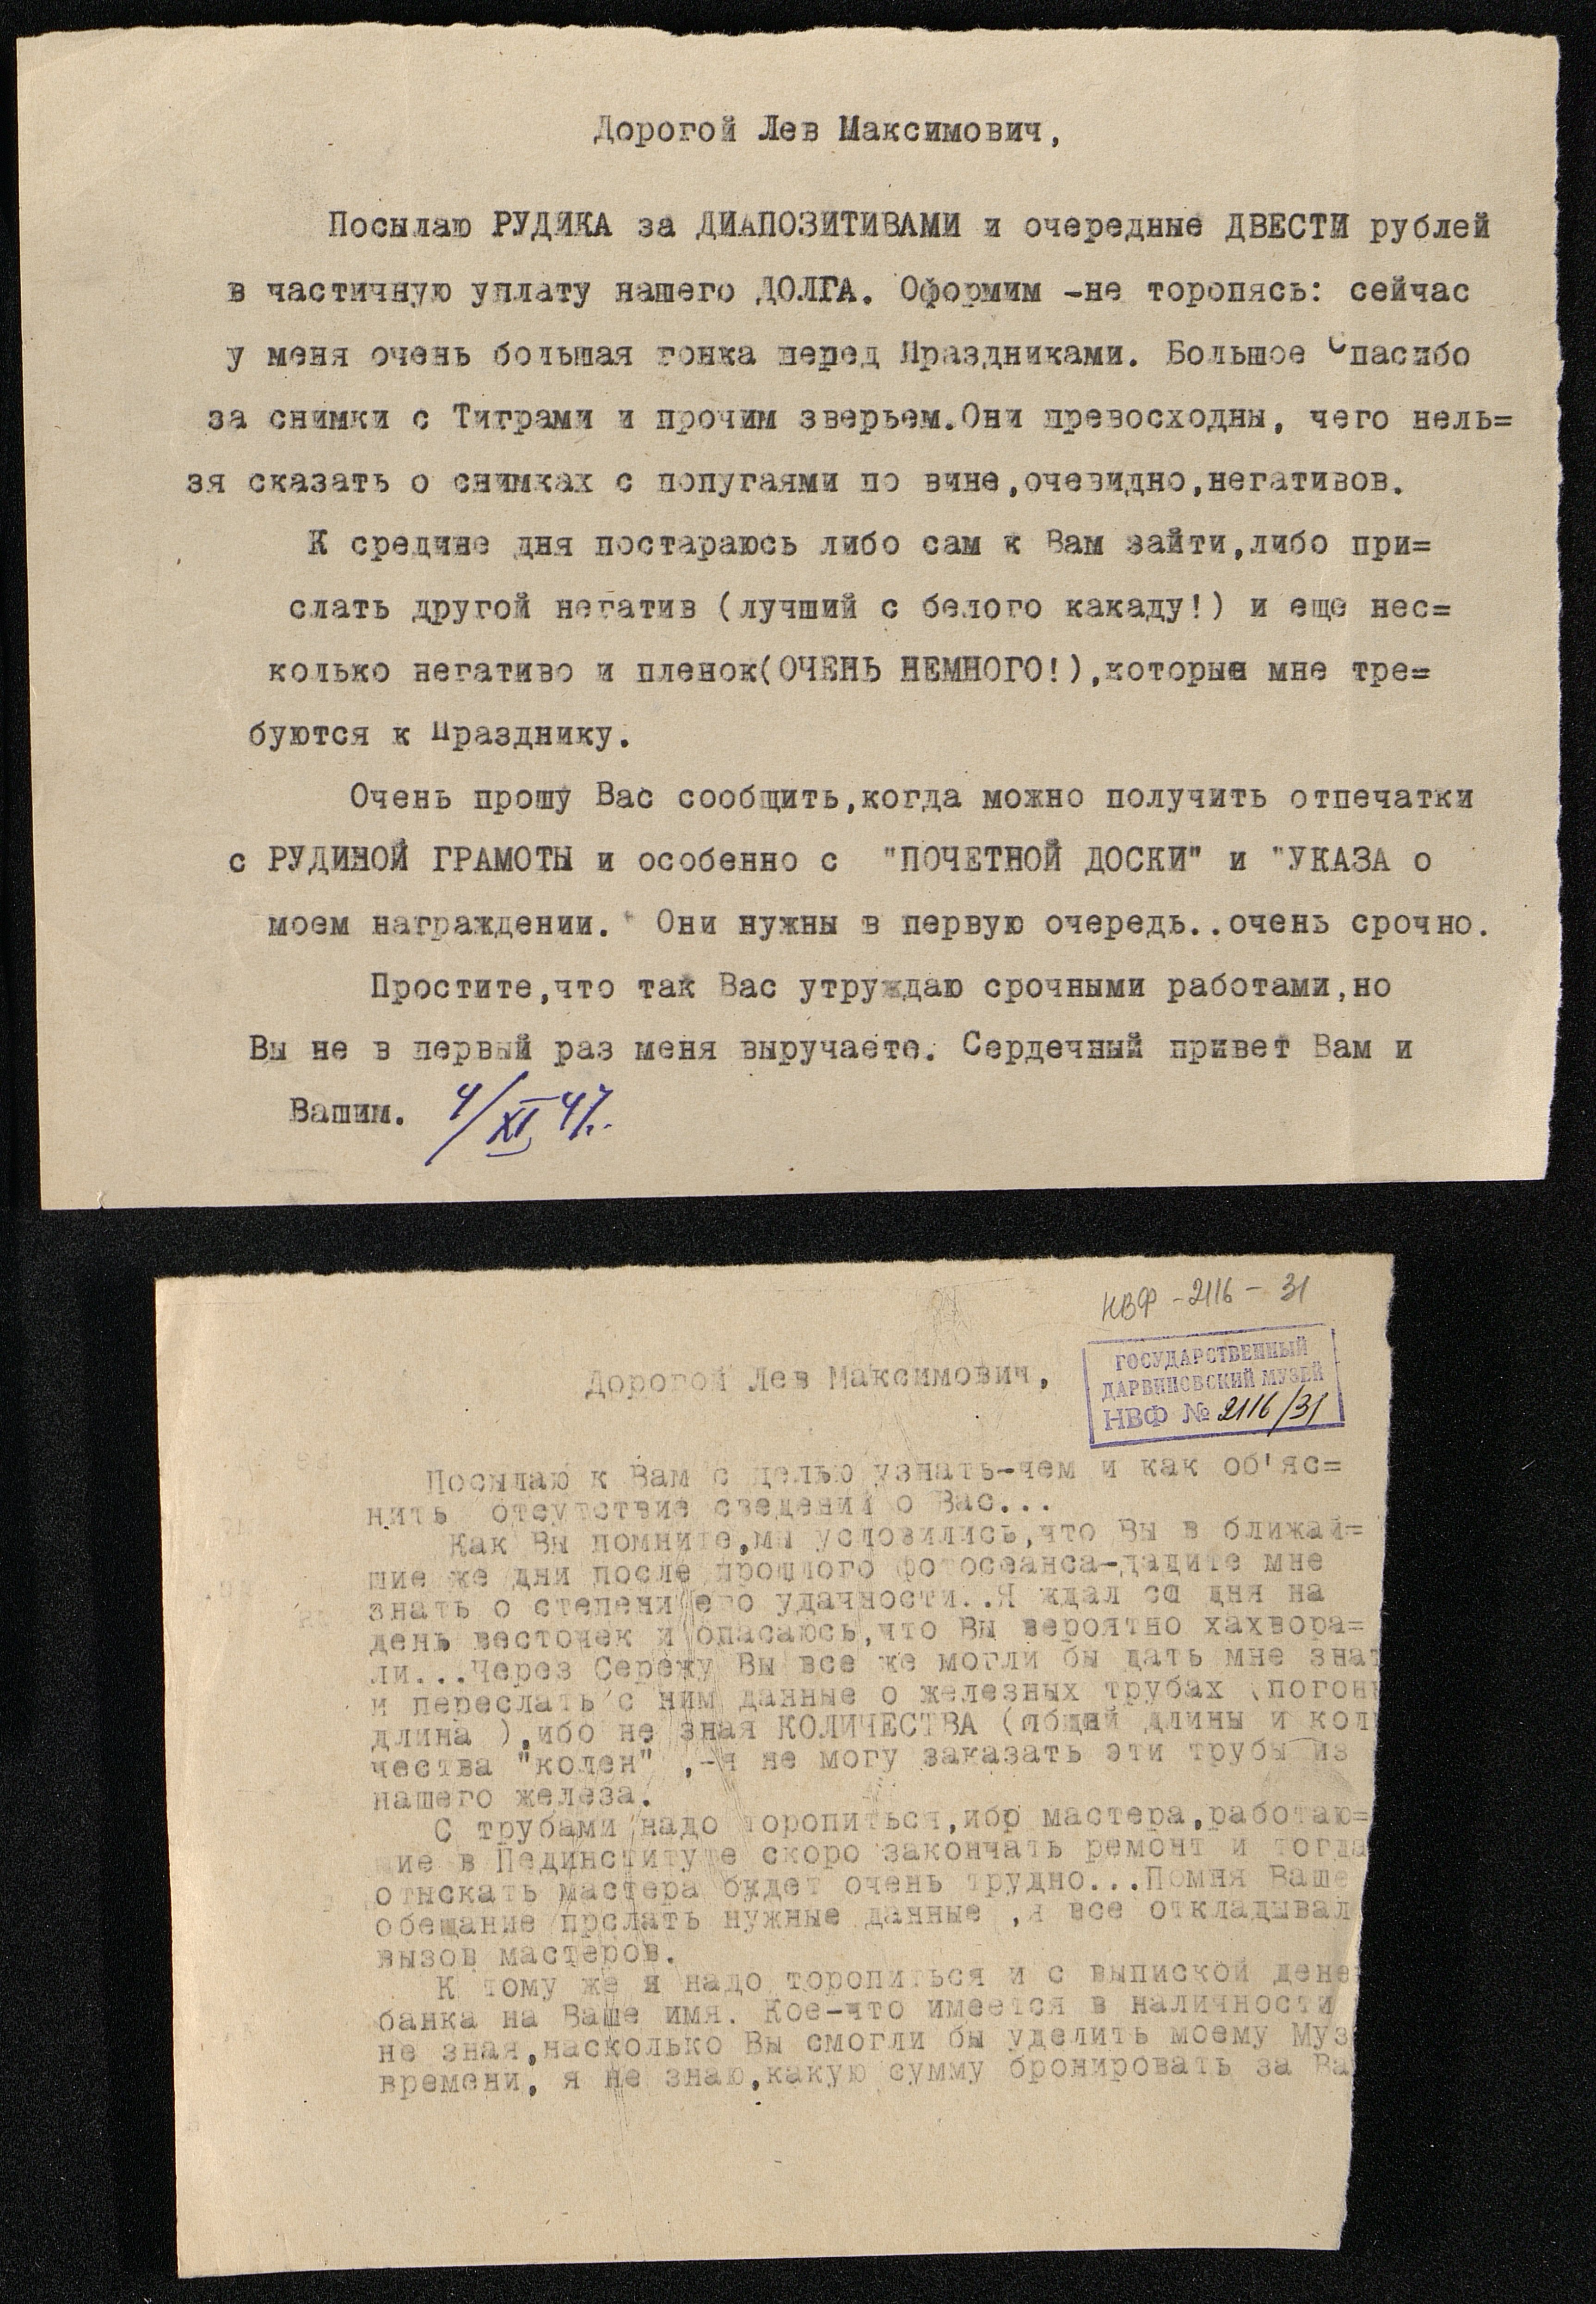 Дорогой Лев Максимович,
Посылаю РУДИКА за ДИАПОЗИТИВАМИ и очередные ДВЕСТИ рублей
в частичную уплату нашего ДОЛГА. Оформим -не торопясь: сейчас
у меня очень большая гонка перед Праздниками. Большое Спасибо
за снимки с Тиграми и прочим зверьем.Они превосходны, чего нель=
зя сказать о снимках с попугаями по вине,очевидно,негативов.
К средине дня постараюсь либо сам к Вам зайти,либо при=
слать другой негатив (лучший с белого какаду!) и еще нес=
колько негативо и пленок(ОЧЕНЬ НЕМНОГО!),которые мне тре=
буются к Празднику.
Очень прошу Вас сообщить,когда можно получить отпечатки
с РУДИНОЙ ГРАМОТЫ и особенно с "ПОЧЕТНОЙ ДОСКИ" и "УКАЗА о
моем награждении. " Они нужны в первую очередь..очень срочно.
Простите,что так Вас утруждаю срочными работами,но
Вы не в первый раз меня выручаете. Сердечный привет Вам и
Вашим. 4/XI 47.
НВФ - 2116 - 31
ГОСУДАРСТВЕННЫЙ
ДАРВИНОВСКИЙ МУЗЕЙ
НВФ № 2116/31
Дорогой Лев Максимович,
Посылаю к Вам с целью узнать-чем и как об'яс=
нить отсутствие сведений о Вас...
Как Вы помните,мы условились,что Вы в ближай=
шие же дни после прошлого фотосеанса-дадите мне
знать о степени его удачности..Я ждал со дня на
день весточек и опасаюсь,что Вы вероятно хахвора=
ли...Через Сережу Вы все же могли бы дать мне знат
и переслать с ним данные о железных трубах (погон
длина ),ибо не зная КОЛИЧЕСТВА (общей длины и кол
чества "колен" ,-я не могу заказать эти трубы из
нашего железа.
С трубами надо торопиться,ибо мастера,работаю=
щие в Пединституте скоро закончать ремонт и тогда
отыскать мастера будет очень трудно...Помня Ваше
обещание прслать нужные данные ,я все откладывал
вызов мастеров.
К тому же и надо торопиться и с выпиской дене
банка на Ваше имя. Кое-что имеется в наличности
не зная,насколько Вы смогли бы уделить моему Муз
времени, я не знаю,какую сумму бронировать за Ва